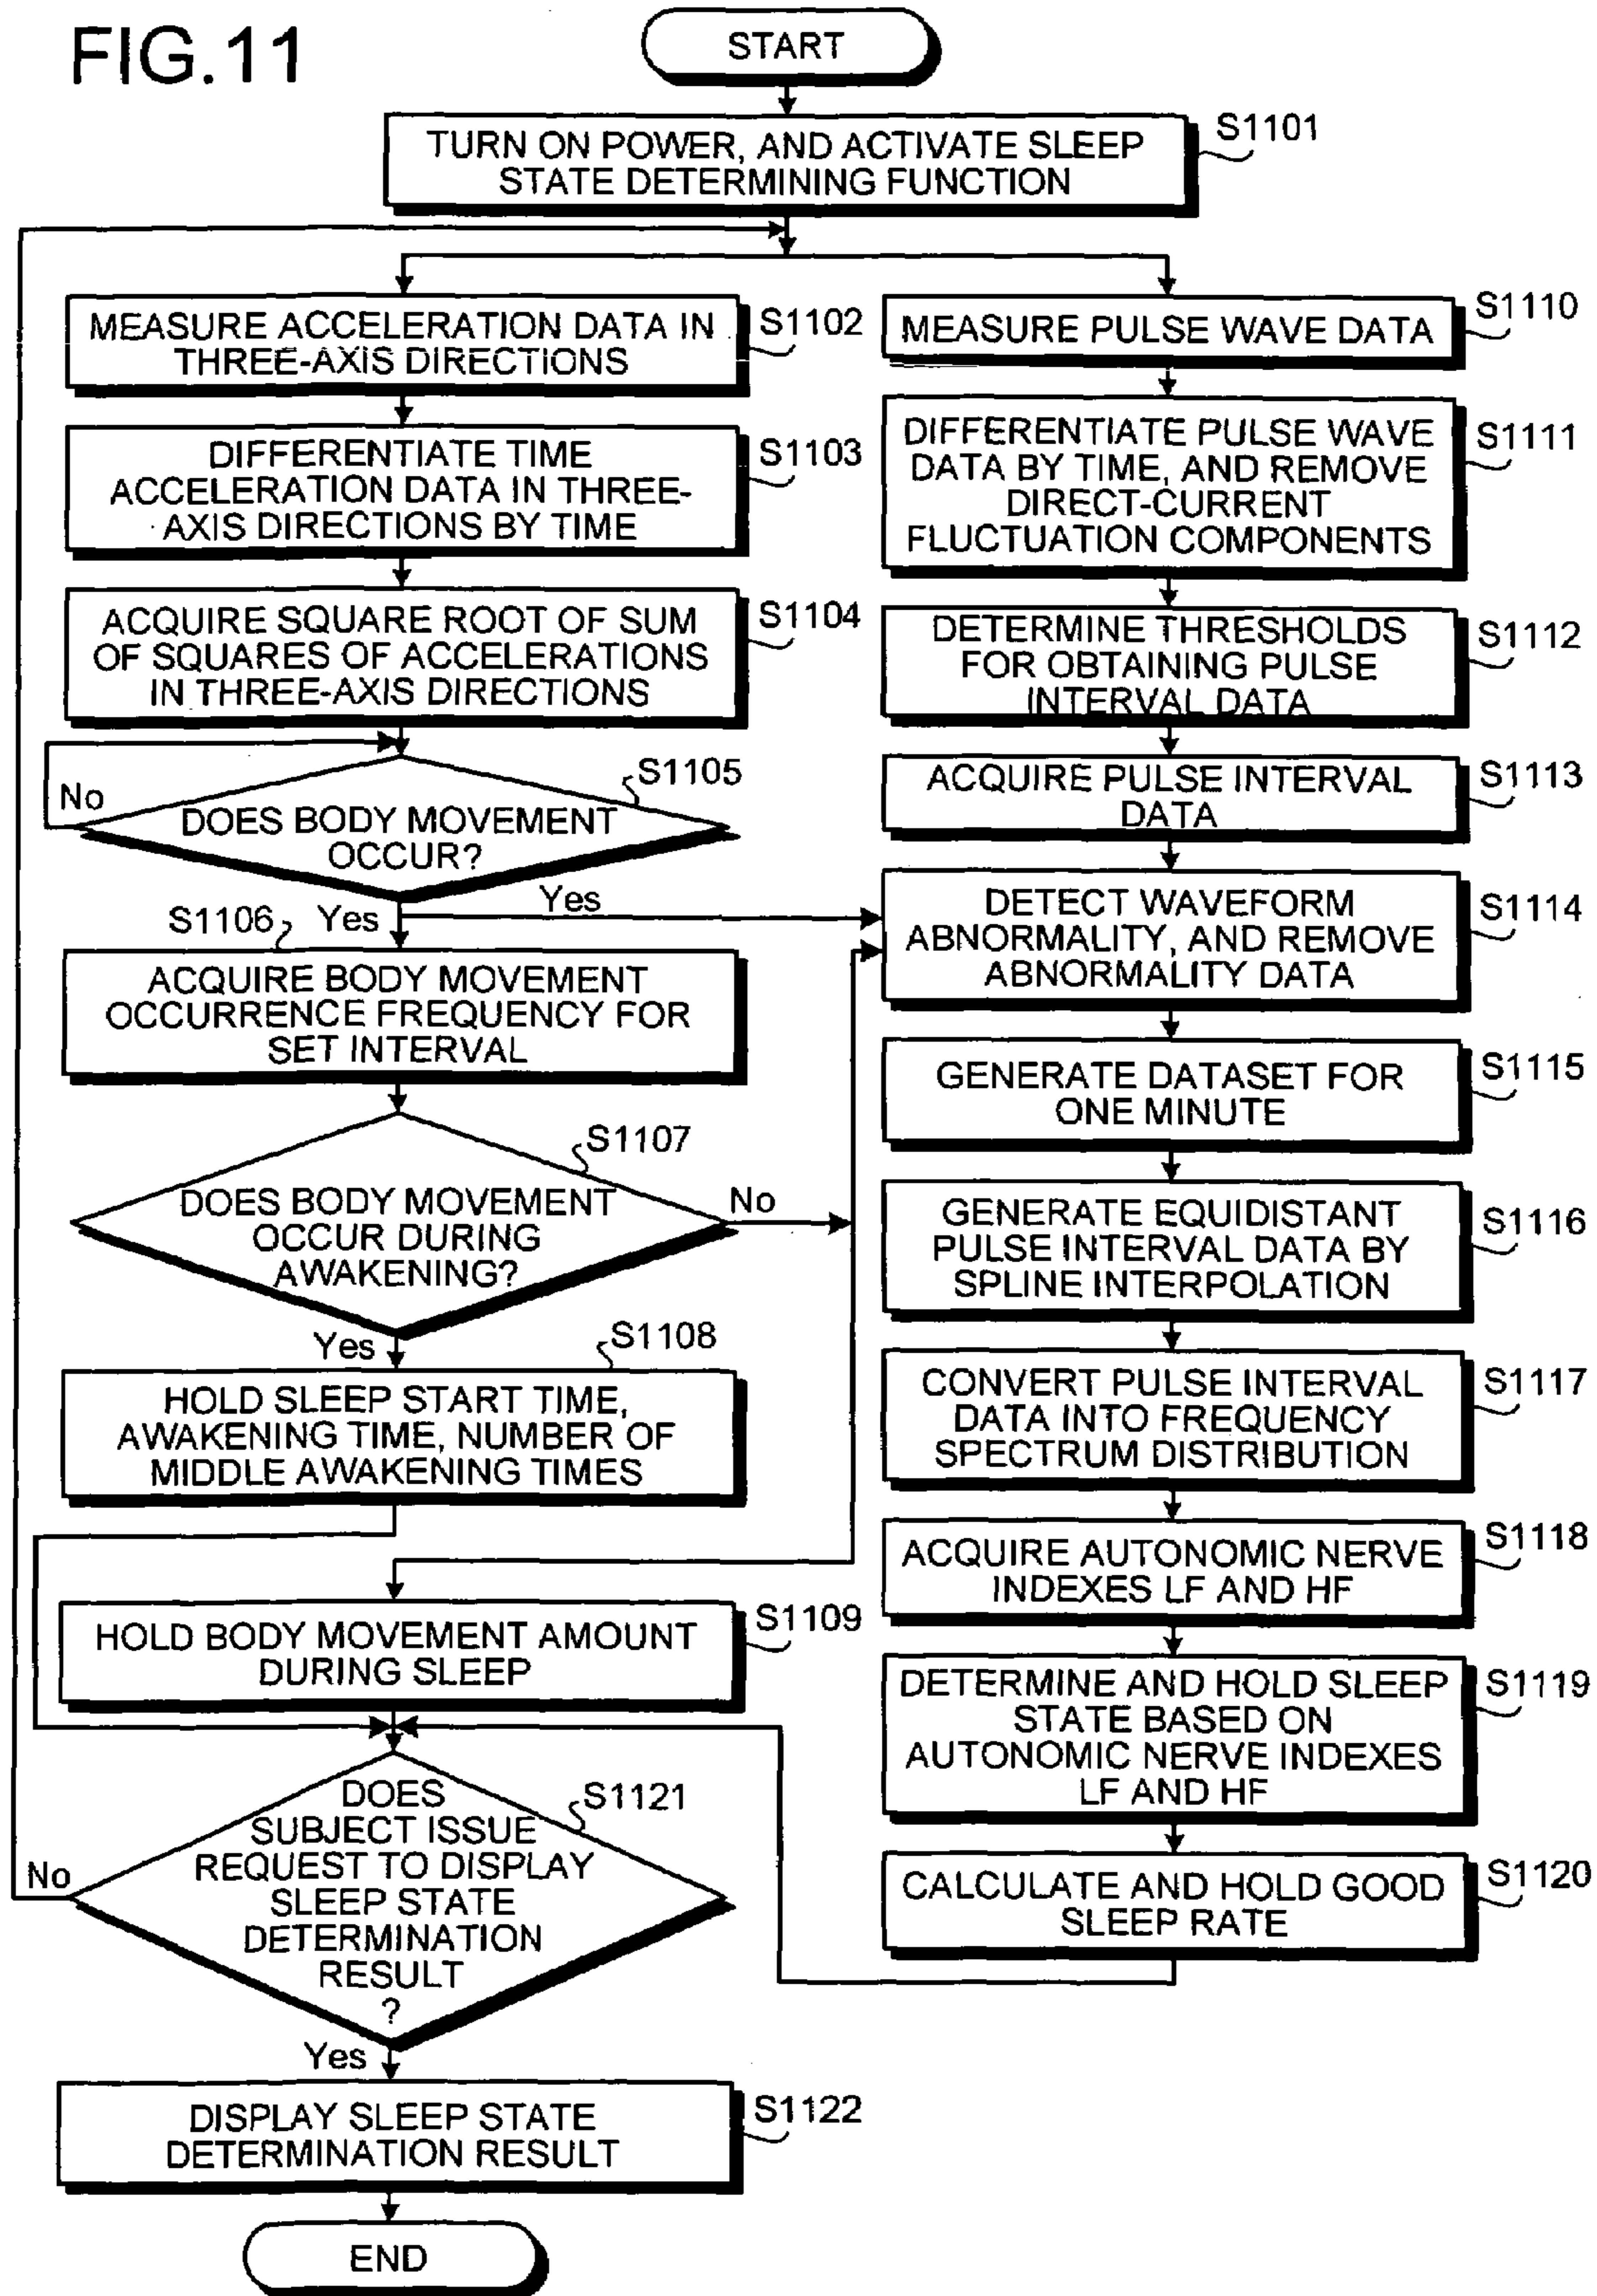 FIG.11
START
TURN ON POWER, AND ACTIVATE SLEEP
STATE DETERMINING FUNCTION
S1101
MEASURE ACCELERATION DATA IN
THREE-AXIS DIRECTIONS
S1102
DIFFERENTIATE TIME
ACCELERATION DATA IN THREE-
AXIS DIRECTIONS BY TIME
S1103
ACQUIRE SQUARE ROOT OF SUM
OF SQUARES OF ACCELERATIONS
IN THREE-AXIS DIRECTIONS
S1104
S1105
No
DOES BODY MOVEMENT
OCCUR?
Yes
Yes
S1106
ACQUIRE BODY MOVEMENT
OCCURRENCE FREQUENCY FOR
SET INTERVAL
S1107
DOES BODY MOVEMENT
OCCUR DURING
AWAKENING?
No
Yes
S1108
HOLD SLEEP START TIME,
AWAKENING TIME, NUMBER OF
MIDDLE AWAKENING TIMES
HOLD BODY MOVEMENT AMOUNT
DURING SLEEP
S1109
MEASURE PULSE WAVE DATA
S1110
DIFFERENTIATE PULSE WAVE
DATA BY TIME, AND REMOVE
DIRECT-CURRENT
FLUCTUATION COMPONENTS
S1111
DETERMINE THRESHOLDS
FOR OBTAINING PULSE
INTERVAL DATA
S1112
ACQUIRE PULSE INTERVAL
DATA
S1113
DETECT WAVEFORM
ABNORMALITY, AND REMOVE
ABNORMALITY DATA
S1114
GENERATE DATASET FOR
ONE MINUTE
S1115
GENERATE EQUIDISTANT
PULSE INTERVAL DATA BY
SPLINE INTERPOLATION
S1116
CONVERT PULSE INTERVAL
DATA INTO FREQUENCY
SPECTRUM DISTRIBUTION
S1117
ACQUIRE AUTONOMIC NERVE
INDEXES LF AND HF
S1118
DETERMINE AND HOLD SLEEP
STATE BASED ON
AUTONOMIC NERVE INDEXES
LF AND HF
S1119
CALCULATE AND HOLD GOOD
SLEEP RATE
S1120
DOES
SUBJECT ISSUE
REQUEST TO DISPLAY
SLEEP STATE
DETERMINATION
RESULT
?
S1121
No
Yes
DISPLAY SLEEP STATE
DETERMINATION RESULT
S1122
END